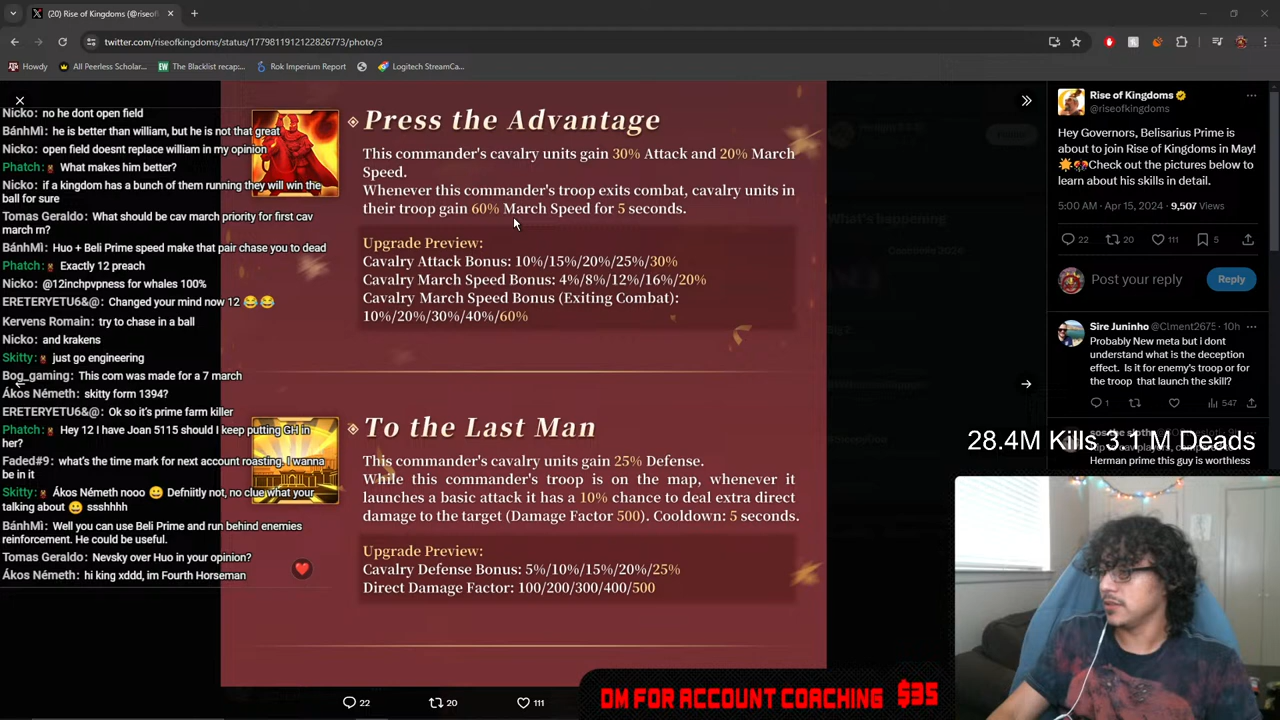 (20) Rise of Kingdoms (@riseof
twitter.com/riseofkingdoms/status/1779811912122826773/photo/3
Howdy
All Peerless Scholar...
The Blacklist recap:...
Rok Imperium Report
Logitech StreamCa...
Nicko: no he dont open field
BánhMì: he is better than william, but he is not that great
Nicko: open field doesnt replace william in my opinion
Phatch: What makes him better?
Nicko: if a kingdom has a bunch of them running they will win the
ball for sure
Tomas Geraldo: What should be cav march priority for first cav
march rn?
BánhMì: Huo + Beli Prime speed make that pair chase you to dead
Phatch: Exactly 12 preach
Nicko: @12inchpvpness for whales 100%
ERETERYETU6&@: Changed your mind now 12 😂😂
Kervens Romain: try to chase in a ball
Nicko: and krakens
Skitty: just go engineering
Bog_gaming: This com was made for a 7 march
Ákos Németh: skitty form 1394?
ERETERYETU6&@: Ok so it's prime farm killer
Phatch: Hey 12 I have Joan 5115 should I keep putting GH in
her?
Faded#9: what's the time mark for next account roasting. I wanna
be in it
Skitty: Ákos Németh nooo 😀 Defniitly not, no clue what your
talking about 😀 ssshhhh
BánhMì: Well you can use Beli Prime and run behind enemies
reinforcement. He could be useful.
Tomas Geraldo: Nevsky over Huo in your opinion?
Ákos Németh: hi king xddd, im Fourth Horseman
Press the Advantage
This commander's cavalry units gain 30% Attack and 20% March
Speed.
Whenever this commander's troop exits combat, cavalry units in
their troop gain 60% March Speed for 5 seconds.
Upgrade Preview:
Cavalry Attack Bonus: 10%/15%/20%/25%/30%
Cavalry March Speed Bonus: 4%/8%/12%/16%/20%
Cavalry March Speed Bonus (Exiting Combat):
10%/20%/30%/40%/60%
To the Last Man
This commander's cavalry units gain 25% Defense.
While this commander's troop is on the map, whenever it
launches a basic attack it has a 10% chance to deal extra direct
damage to the target (Damage Factor 500). Cooldown: 5 seconds.
Upgrade Preview:
Cavalry Defense Bonus: 5%/10%/15%/20%/25%
Direct Damage Factor: 100/200/300/400/500
22
20
111
What's happening
Rise of Kingdoms
@riseofkingdoms
Hey Governors, Belisarius Prime is
about to join Rise of Kingdoms in May!
☀️💘Check out the pictures below to
learn about his skills in detail.
5:00 AM · Apr 15, 2024 · 9,507 Views
22
20
111
5
Post your reply
Reply
Sire Juninho @Clment2675 · 10h
Probably New meta but i dont
understand what is the deception
effect. Is it for enemy's troop or for
the troop that launch the skill?
1
547
28.4M Kills 3.1 M Deads
Herman prime this guy is worthless
DM FOR ACCOUNT COACHING $35